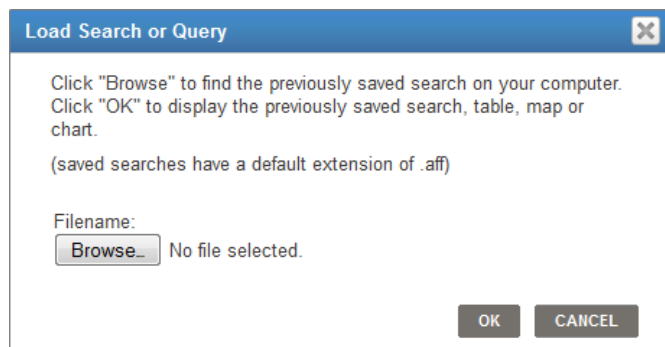 Load Search or Query
Click "Browse" to find the previously saved search on your computer.
Click "OK" to display the previously saved search, table, map or
chart.
(saved searches have a default extension of .aff)
Filename:
Browse… No file selected.
OK CANCEL